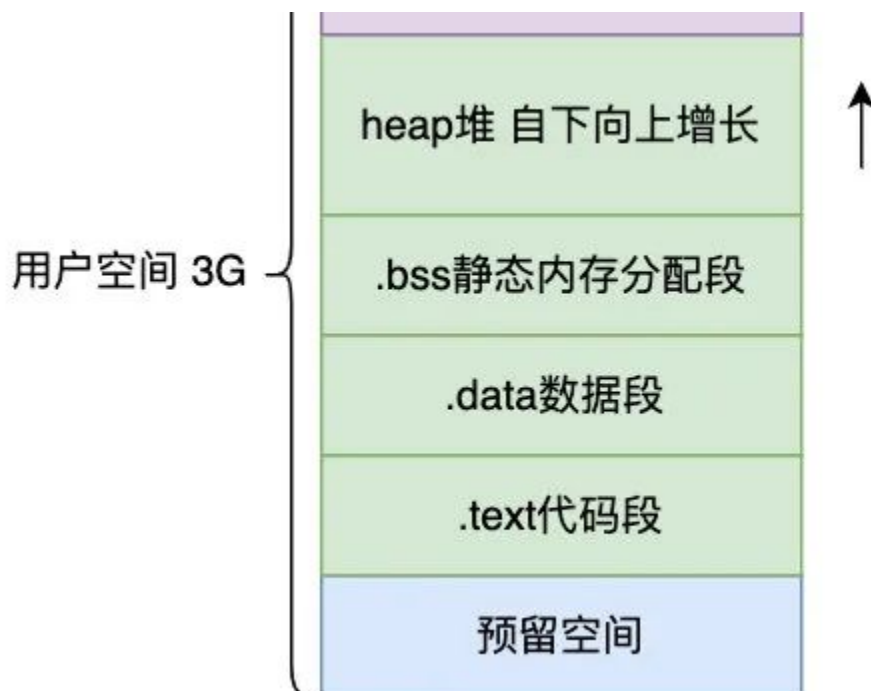 heap堆 自下向上增长
用户空间 3G
.bss静态内存分配段
.data数据段
.text代码段
预留空间